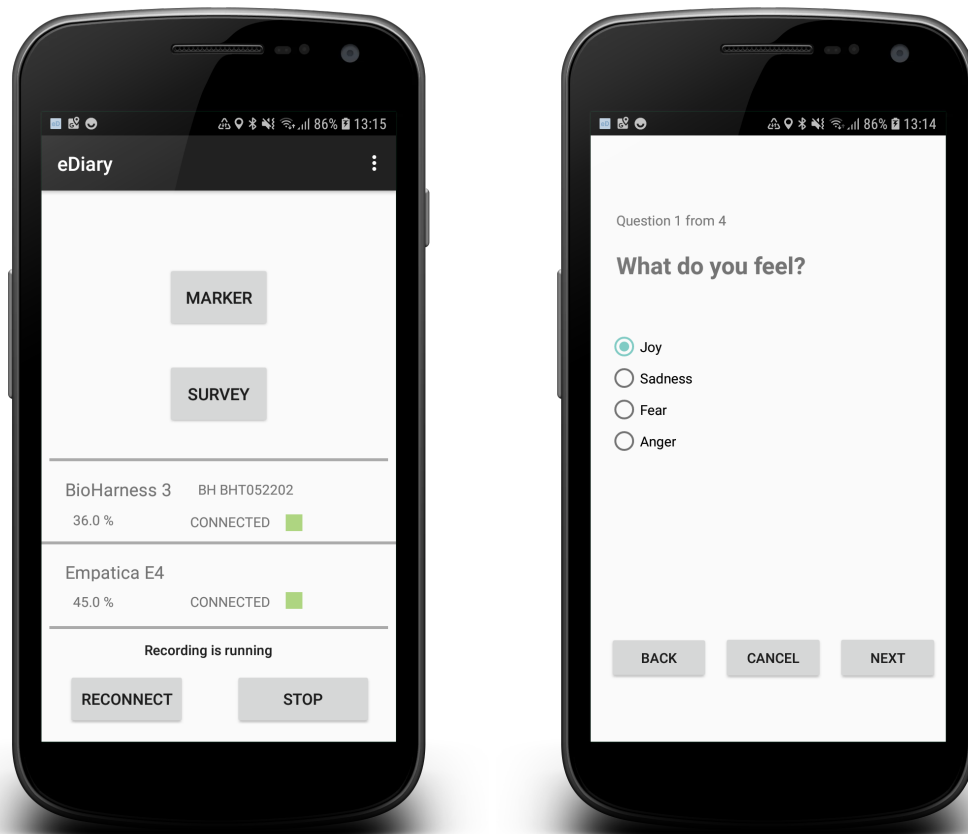 86% 13:15
eDiary
MARKER
SURVEY
BioHarness 3 BH BHT052202
36.0 % CONNECTED
Empatica E4
45.0 % CONNECTED
Recording is running
RECONNECT STOP
86% 13:14
Question 1 from 4
What do you feel?
Joy
Sadness
Fear
Anger
BACK CANCEL NEXT